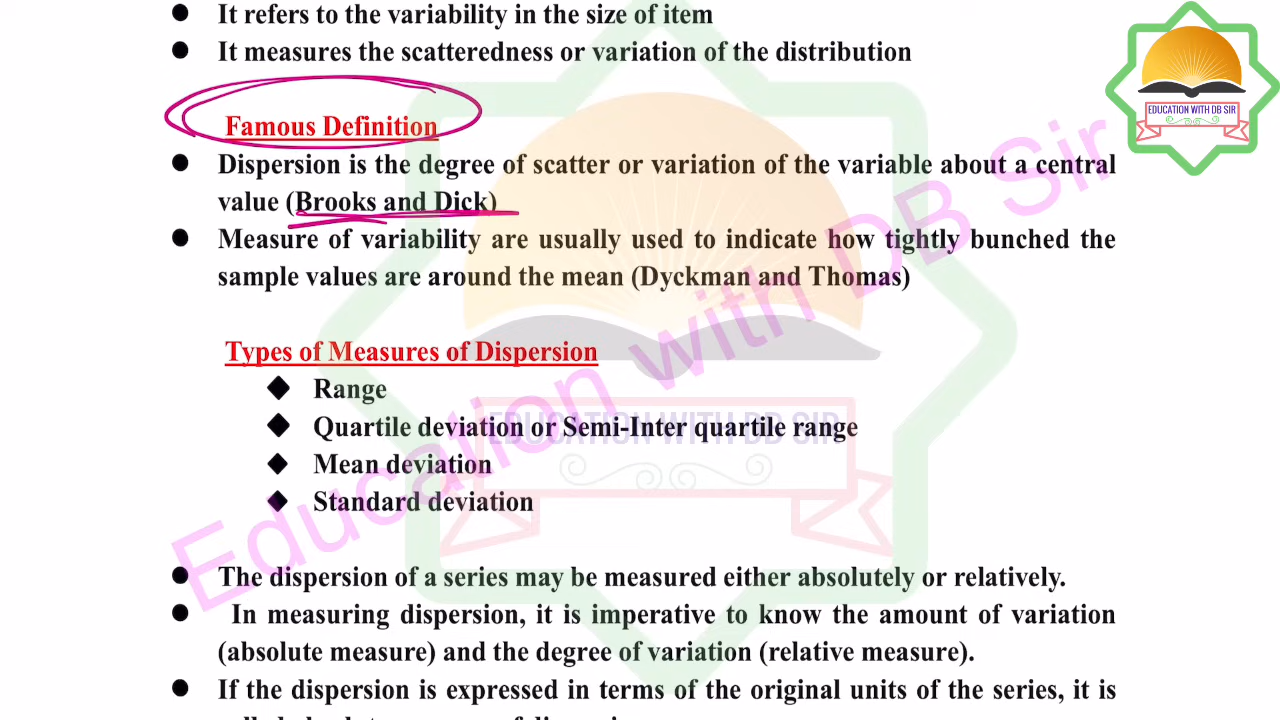 It refers to the variability in the size of item
It measures the scatteredness or variation of the distribution
EDUCATION WITH DB SIR
Famous Definition
Dispersion is the degree of scatter or variation of the variable about a central
value (Brooks and Dick)
Measure of variability are usually used to indicate how tightly bunched the
sample values are around the mean (Dyckman and Thomas)
Types of Measures of Dispersion
Range
Quartile deviation or Semi-Inter quartile range
Mean deviation
Standard deviation
The dispersion of a series may be measured either absolutely or relatively.
In measuring dispersion, it is imperative to know the amount of variation
(absolute measure) and the degree of variation (relative measure).
If the dispersion is expressed in terms of the original units of the series, it is
Education with DB Sir
EDUCATION WITH DB SIR